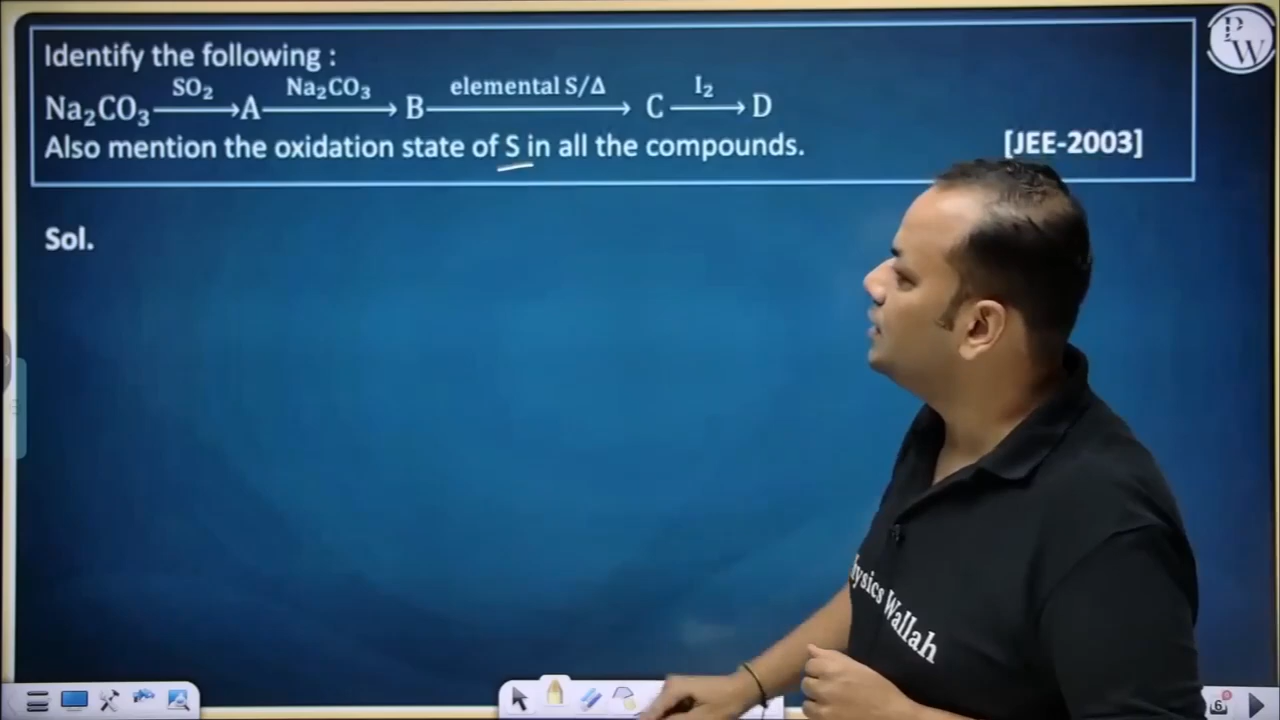 Identify the following :
Na₂CO₃ —SO₂→ A —Na₂CO₃→ B —elemental S/Δ→ C —I₂→ D
Also mention the oxidation state of S in all the compounds.
[JEE-2003]
Sol.
P
W
Physics Wallah
6